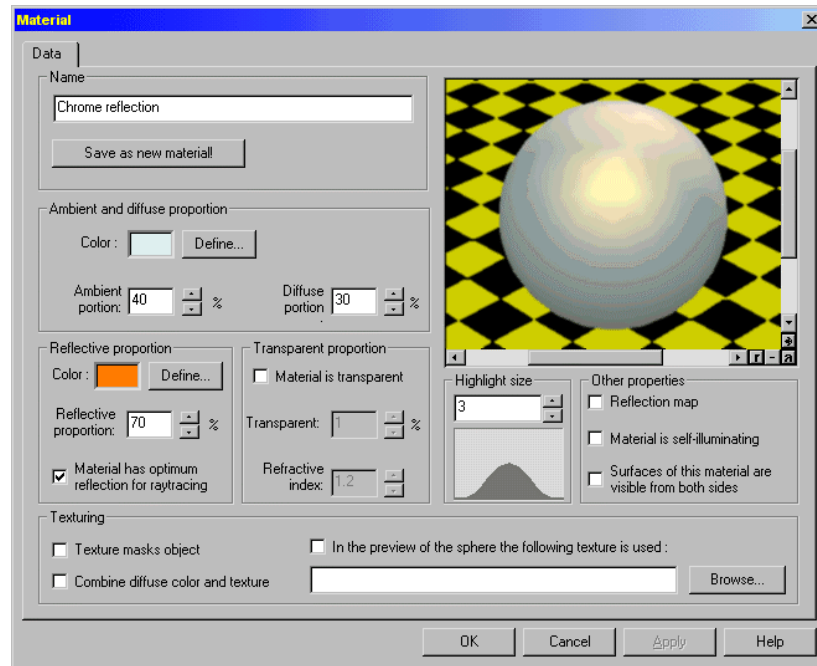 Material
Data
Name
Chrome reflection
Save as new material!
Ambient and diffuse proportion
Color :
Define...
Ambient portion:
40
%
Diffuse portion
30
%
Reflective proportion
Color :
Define...
Reflective proportion:
70
%
Material has optimum
reflection for raytracing
Transparent proportion
Material is transparent
Transparent:
1
%
Refractive index:
1.2
r - a
Highlight size
3
Other properties
Reflection map
Material is self-illuminating
Surfaces of this material are
visible from both sides
Texturing
Texture masks object
In the preview of the sphere the following texture is used :
Combine diffuse color and texture
Browse...
OK
Cancel
Apply
Help